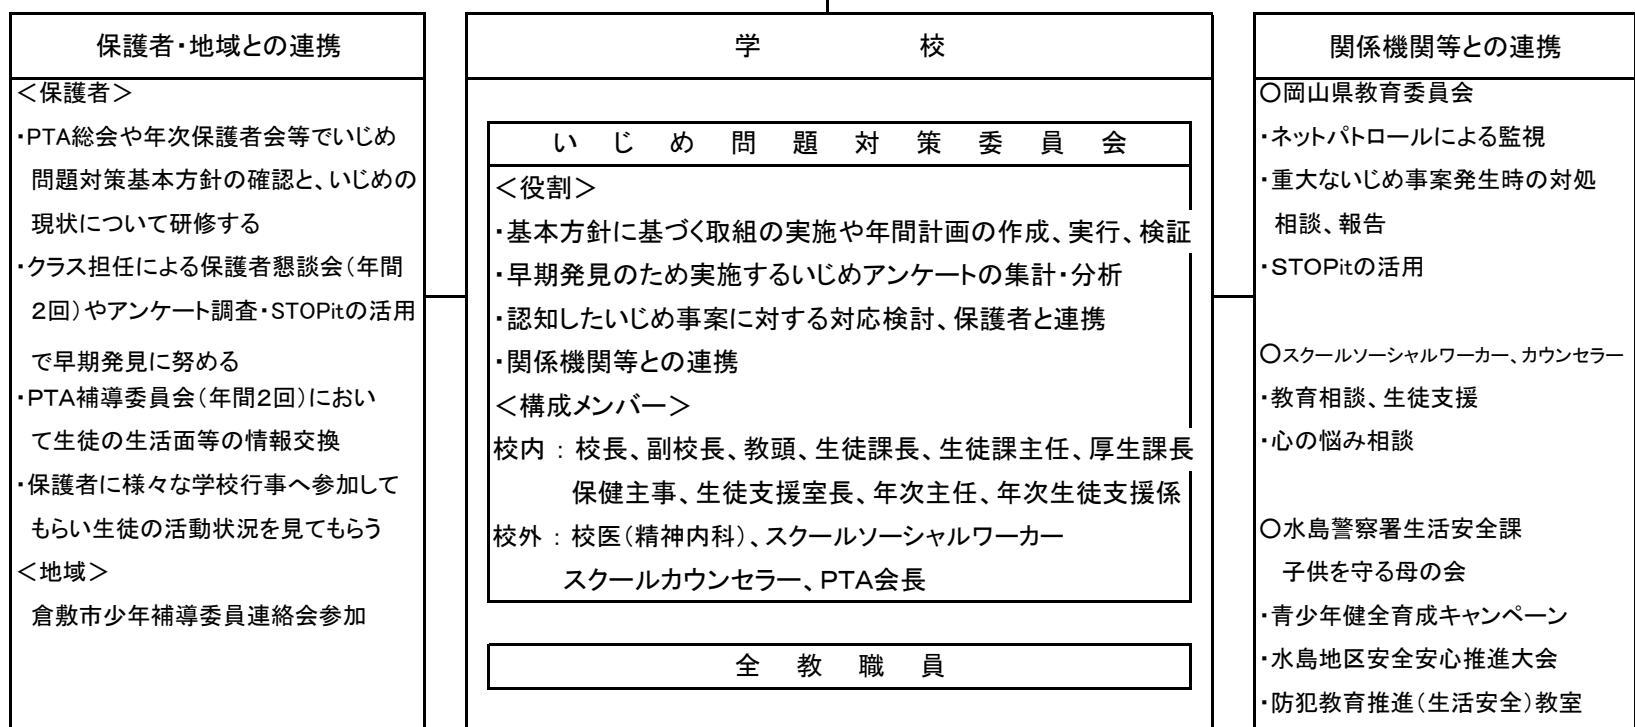 保護者・地域との連携
＜保護者＞
・PTA総会や年次保護者会等でいじめ
問題対策基本方針の確認と、いじめの
現状について研修する
・クラス担任による保護者懇談会（年間
２回）やアンケート調査・STOPitの活用
で早期発見に努める
・PTA補導委員会（年間２回）におい
て生徒の生活面等の情報交換
・保護者に様々な学校行事へ参加して
もらい生徒の活動状況を見てもらう
＜地域＞
倉敷市少年補導委員連絡会参加
学　校
いじめ問題対策委員会
＜役割＞
・基本方針に基づく取組の実施や年間計画の作成、実行、検証
・早期発見のため実施するいじめアンケートの集計・分析
・認知したいじめ事案に対する対応検討、保護者と連携
・関係機関等との連携
＜構成メンバー＞
校内：校長、副校長、教頭、生徒課長、生徒課主任、厚生課長
保健主事、生徒支援室長、年次主任、年次生徒支援係
校外：校医（精神内科）、スクールソーシャルワーカー
スクールカウンセラー、PTA会長
全教職員
関係機関等との連携
○岡山県教育委員会
・ネットパトロールによる監視
・重大ないじめ事案発生時の対処
相談、報告
・STOPitの活用
○スクールソーシャルワーカー、カウンセラー
・教育相談、生徒支援
・心の悩み相談
○水島警察署生活安全課
子供を守る母の会
・青少年健全育成キャンペーン
・水島地区安全安心推進大会
・防犯教育推進（生活安全）教室